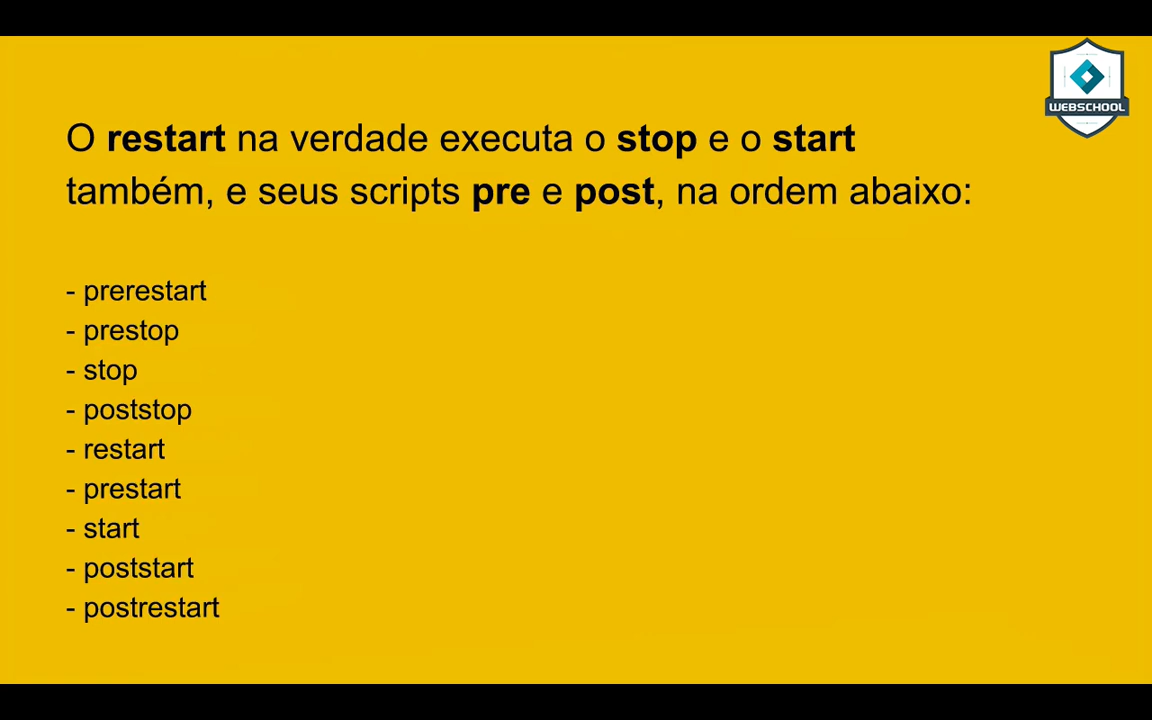 WEBSCHOOL
O restart na verdade executa o stop e o start
também, e seus scripts pre e post, na ordem abaixo:
- prerestart
- prestop
- stop
- poststop
- restart
- prestart
- start
- poststart
- postrestart